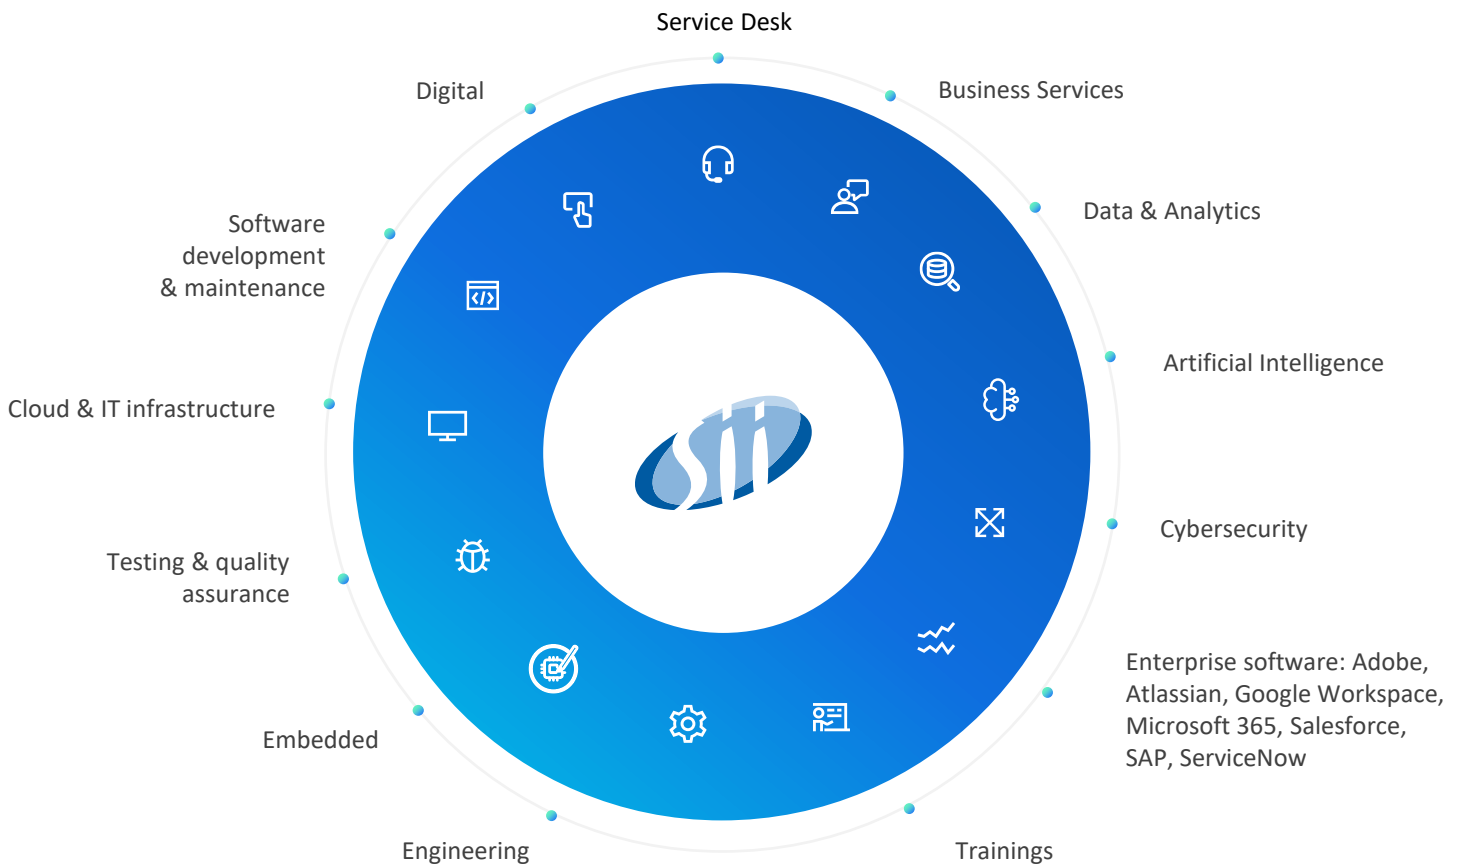 Service Desk
Digital
Business Services
Software
development
& maintenance
Data & Analytics
Cloud & IT infrastructure
Artificial Intelligence
Sii
Testing & quality
assurance
Cybersecurity
Embedded
Enterprise software: Adobe,
Atlassian, Google Workspace,
Microsoft 365, Salesforce,
SAP, ServiceNow
Engineering
Trainings